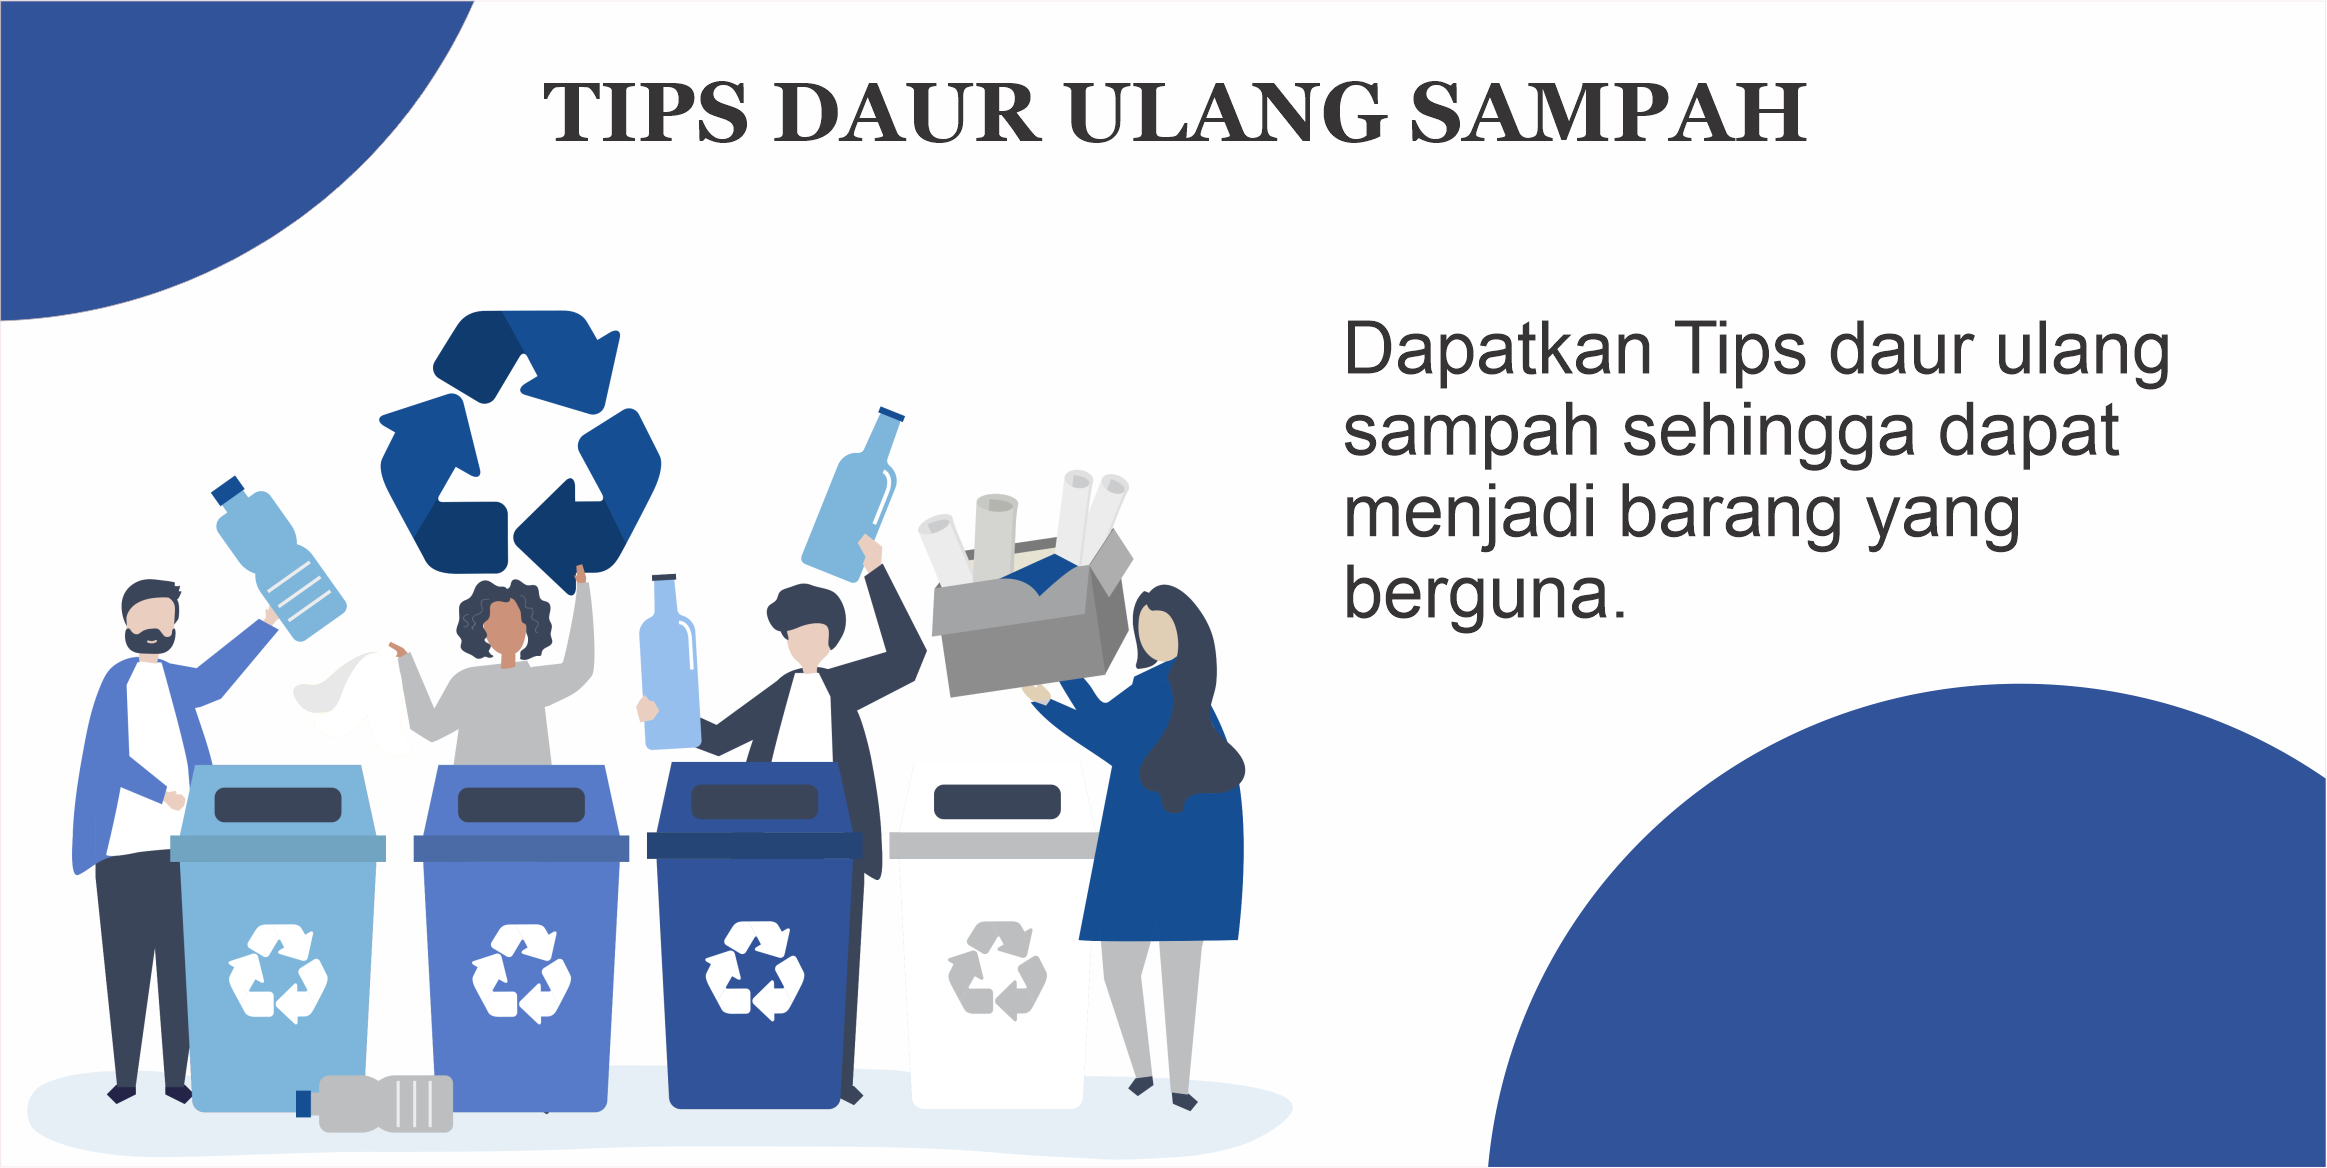 TIPS DAUR ULANG SAMPAH
Dapatkan Tips daur ulang
sampah sehingga dapat
menjadi barang yang
berguna.